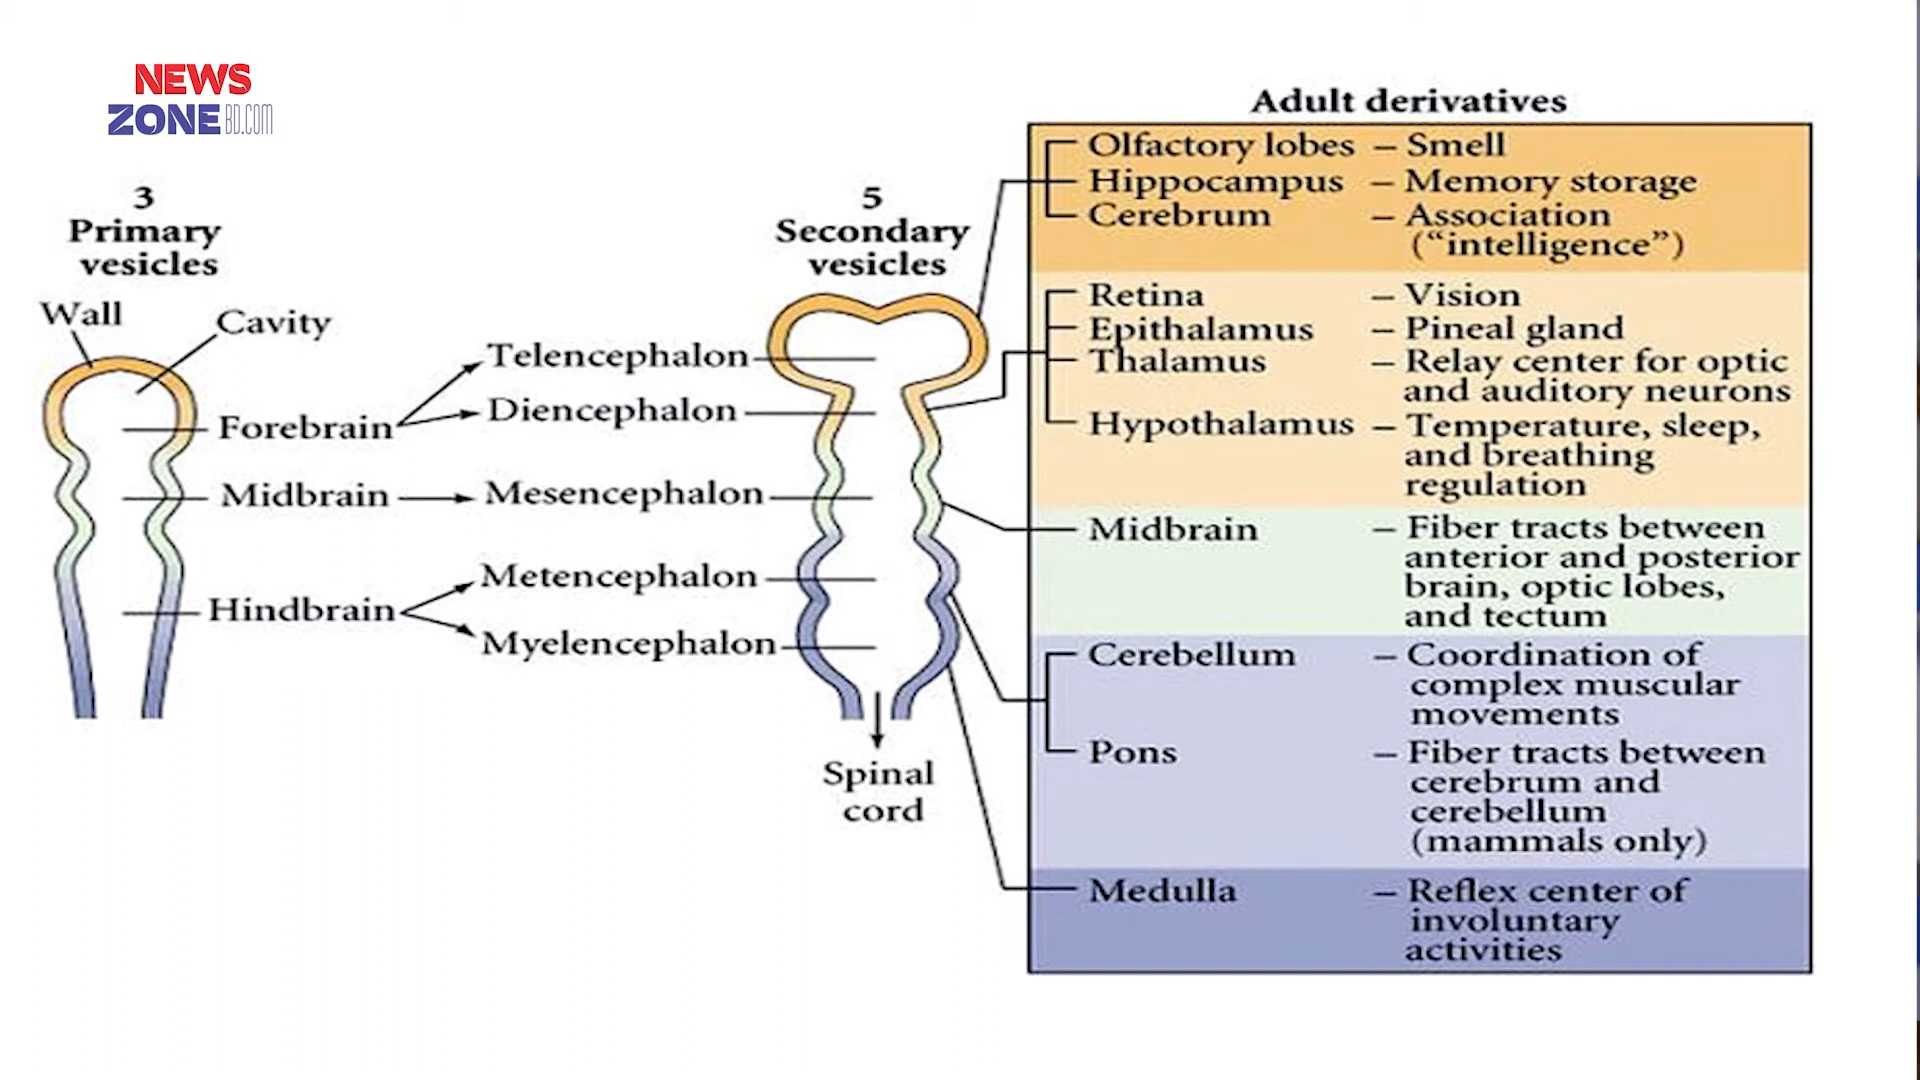 NEWS
ZONEBD.COM
Adult derivatives
3
Primary
vesicles
Wall
Cavity
Forebrain
Midbrain
Hindbrain
Telencephalon
Diencephalon
Mesencephalon
Metencephalon
Myelencephalon
5
Secondary
vesicles
Spinal
cord
Olfactory lobes – Smell
Hippocampus – Memory storage
Cerebrum – Association
(“intelligence”)
Retina – Vision
Epithalamus – Pineal gland
Thalamus – Relay center for optic
and auditory neurons
Hypothalamus – Temperature, sleep,
and breathing
regulation
Midbrain – Fiber tracts between
anterior and posterior
brain, optic lobes,
and tectum
Cerebellum – Coordination of
complex muscular
movements
Pons – Fiber tracts between
cerebrum and
cerebellum
(mammals only)
Medulla – Reflex center of
involuntary
activities